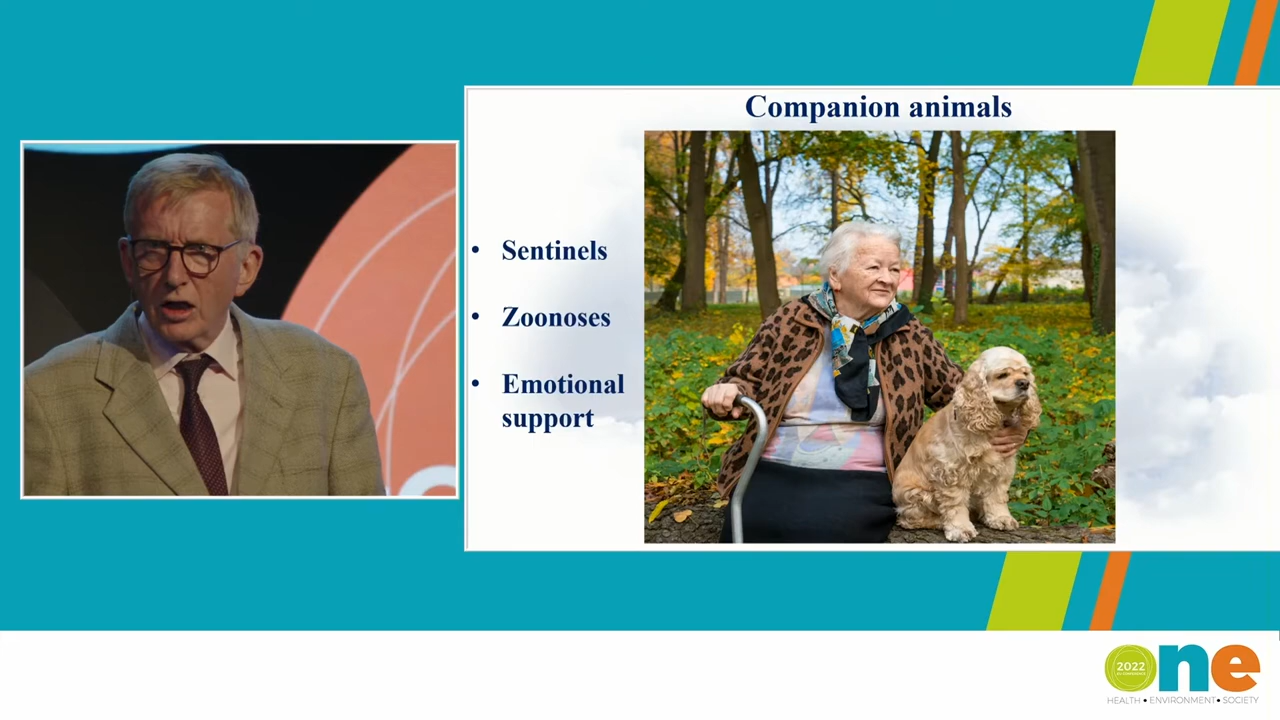 Companion animals
• Sentinels
• Zoonoses
• Emotional
support
2022
one
HEALTH • ENVIRONMENT • SOCIETY